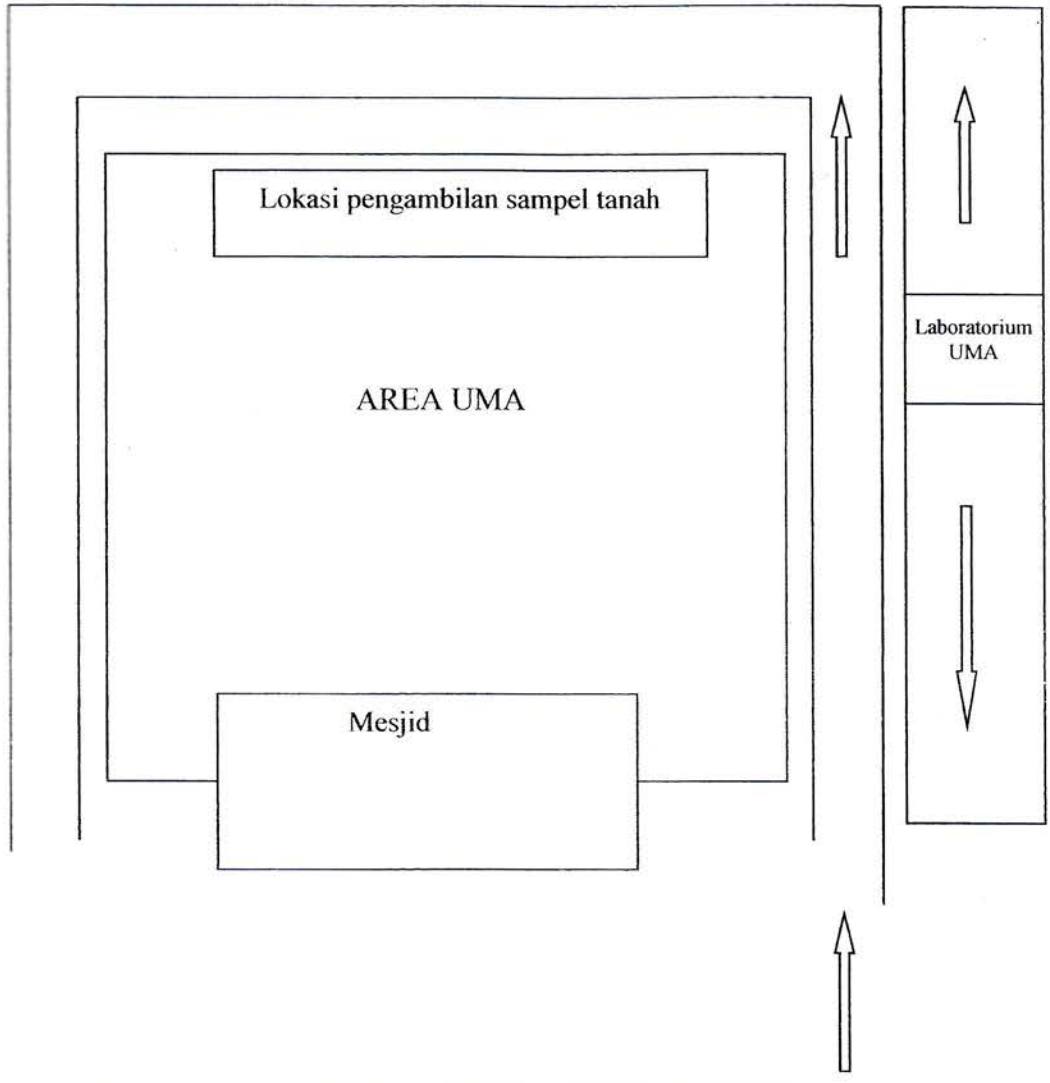 Lokasi pengambilan sampel tanah
Laboratorium
UMA
AREA UMA
Mesjid